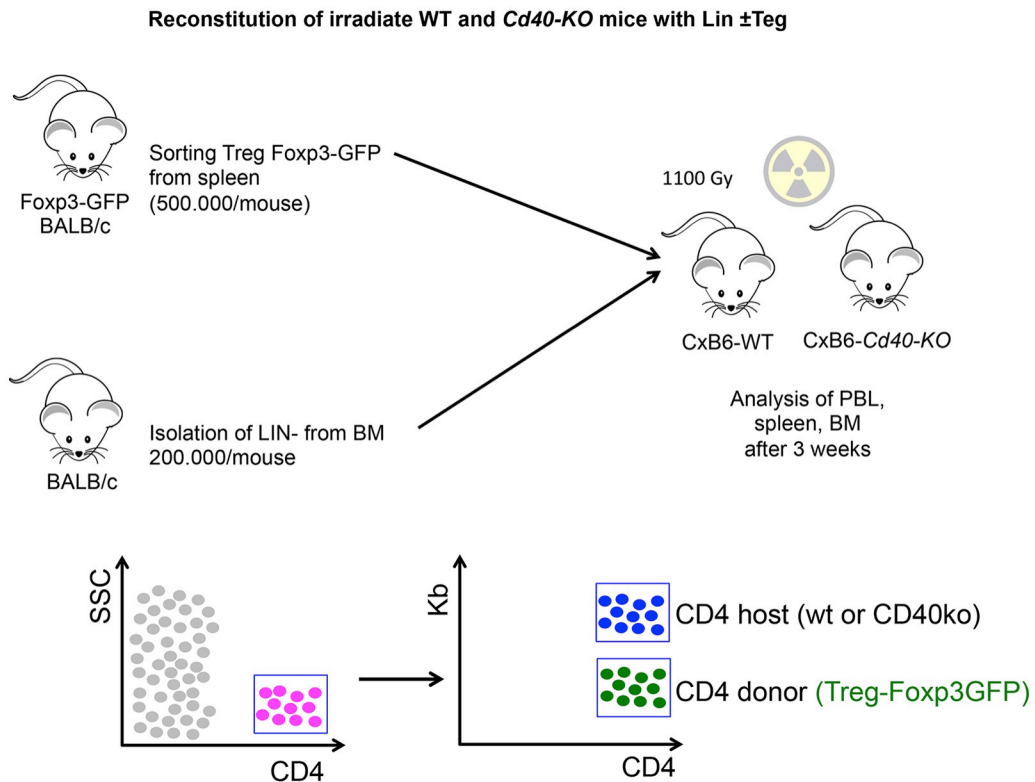 Reconstitution of irradiate WT and Cd40-KO mice with Lin ±Teg
Foxp3-GFP
BALB/c
Sorting Treg Foxp3-GFP
from spleen
(500.000/mouse)
1100 Gy
CxB6-WT
CxB6-Cd40-KO
Analysis of PBL,
spleen, BM
after 3 weeks
BALB/c
Isolation of LIN- from BM
200.000/mouse
SSC
CD4
Kb
CD4
CD4 host (wt or CD40ko)
CD4 donor (Treg-Foxp3GFP)